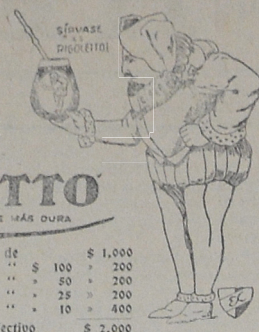 SÍRVASE
RIGOLETTO!
TTO
MÁS DURA
de $ 1,000
" $ 100 » 200
" » 50 » 200
" » 25 » 200
" » 10 » 400
ectivo $ 2,000